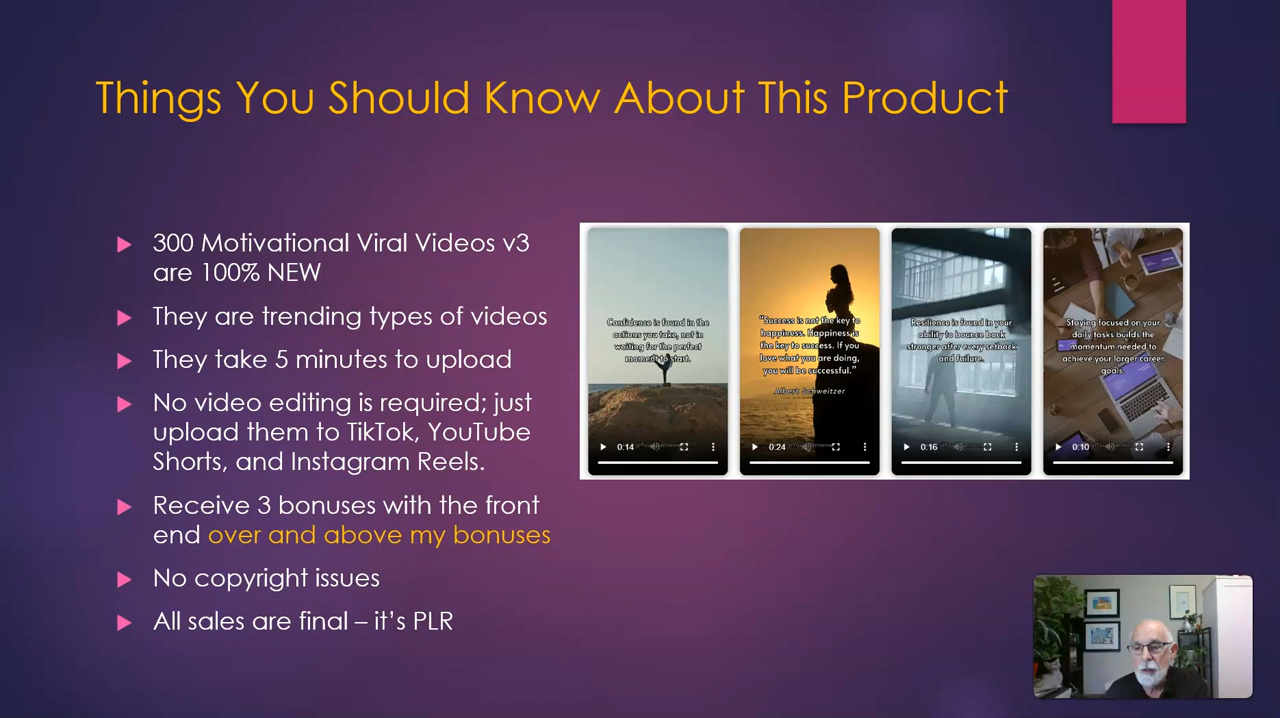 Things You Should Know About This Product
300 Motivational Viral Videos v3
are 100% NEW
They are trending types of videos
They take 5 minutes to upload
No video editing is required; just
upload them to TikTok, YouTube
Shorts, and Instagram Reels.
Receive 3 bonuses with the front
end over and above my bonuses
No copyright issues
All sales are final – it’s PLR
Confidence is found in the
actions you take, not in
waiting for the perfect
moment to start.
0:14
“Success is not the key to
happiness. Happiness is
the key to success. If you
love what you are doing,
you will be successful.”
Albert Schweitzer
0:24
Resilience is found in your
ability to bounce back
stronger after every setback
and failure.
0:16
Staying focused on your
daily tasks builds the
momentum needed to
achieve your larger career
goals.
0:10